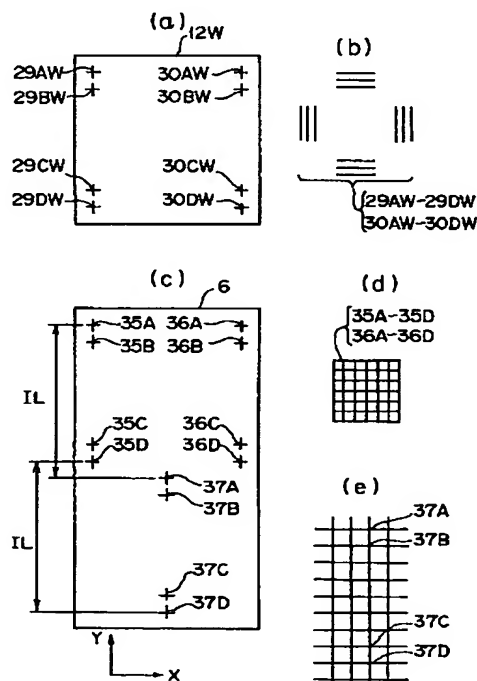 (a)
12W
29AW
30AW
29BW
30BW
29CW
30CW
29DW
30DW
(b)
29AW-29DW
30AW-30DW
(c)
6
35A
36A
35B
36B
IL
35C
36C
35D
36D
37A
37B
IL
37C
37D
Y
X
(d)
35A-35D
36A-36D
(e)
37A
37B
37C
37D